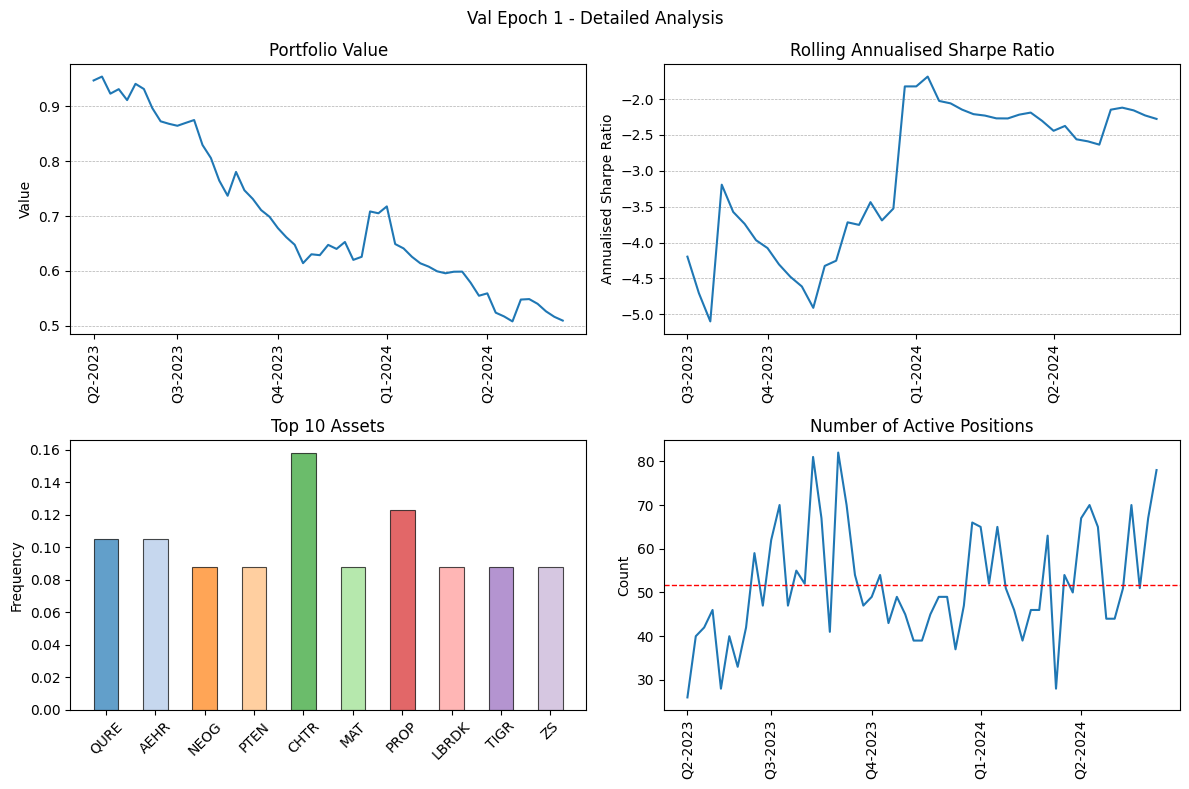 Val Epoch 1 - Detailed Analysis
Portfolio Value
Value
0.9
0.8
0.7
0.6
0.5
Q2-2023
Q3-2023
Q4-2023
Q1-2024
Q2-2024
Rolling Annualised Sharpe Ratio
Annualised Sharpe Ratio
−2.0
−2.5
−3.0
−3.5
−4.0
−4.5
−5.0
Q3-2023
Q4-2023
Q1-2024
Q2-2024
Top 10 Assets
Frequency
0.16
0.14
0.12
0.10
0.08
0.06
0.04
0.02
0.00
QURE
AEHR
NEOG
PTEN
CHTR
MAT
PROP
LBRDK
TIGR
ZS
Number of Active Positions
Count
80
70
60
50
40
30
Q2-2023
Q3-2023
Q4-2023
Q1-2024
Q2-2024